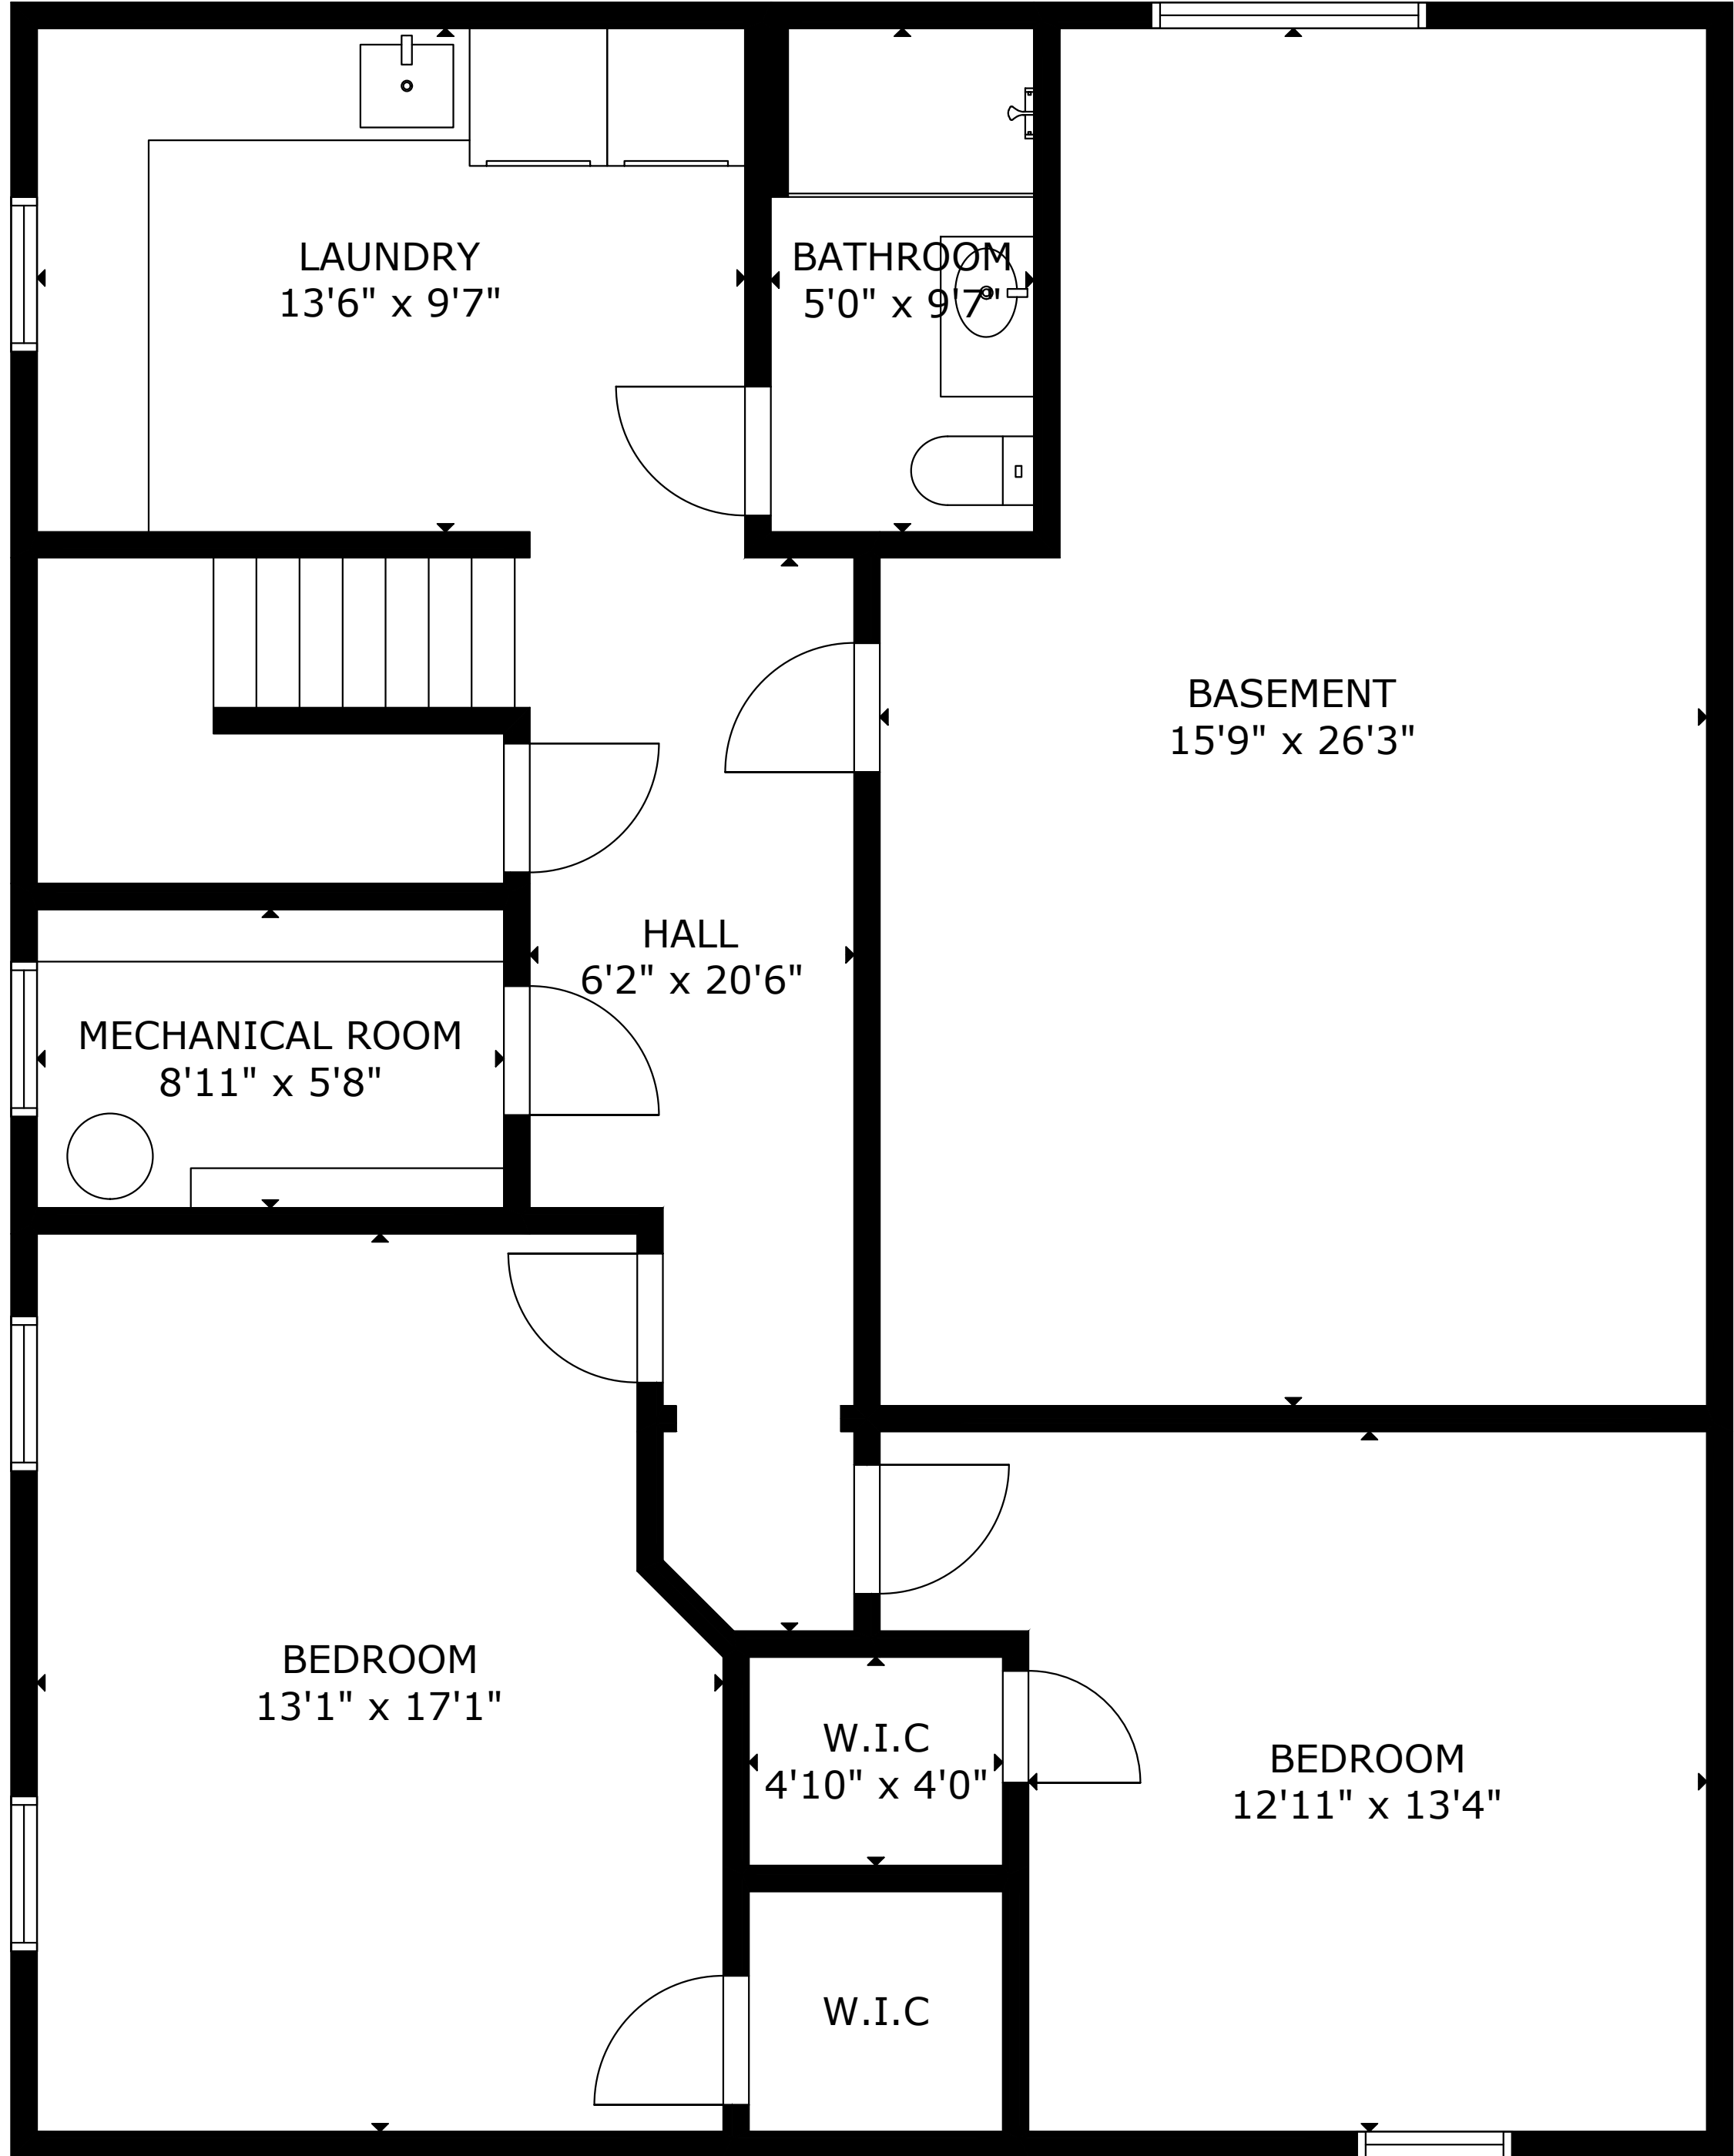 LAUNDRY
13'6" x 9'7"
BATHROOM
5'0" x 9'7"
BASEMENT
15'9" x 26'3"
HALL
6'2" x 20'6"
MECHANICAL ROOM
8'11" x 5'8"
BEDROOM
13'1" x 17'1"
W.I.C
4'10" x 4'0"
BEDROOM
12'11" x 13'4"
W.I.C